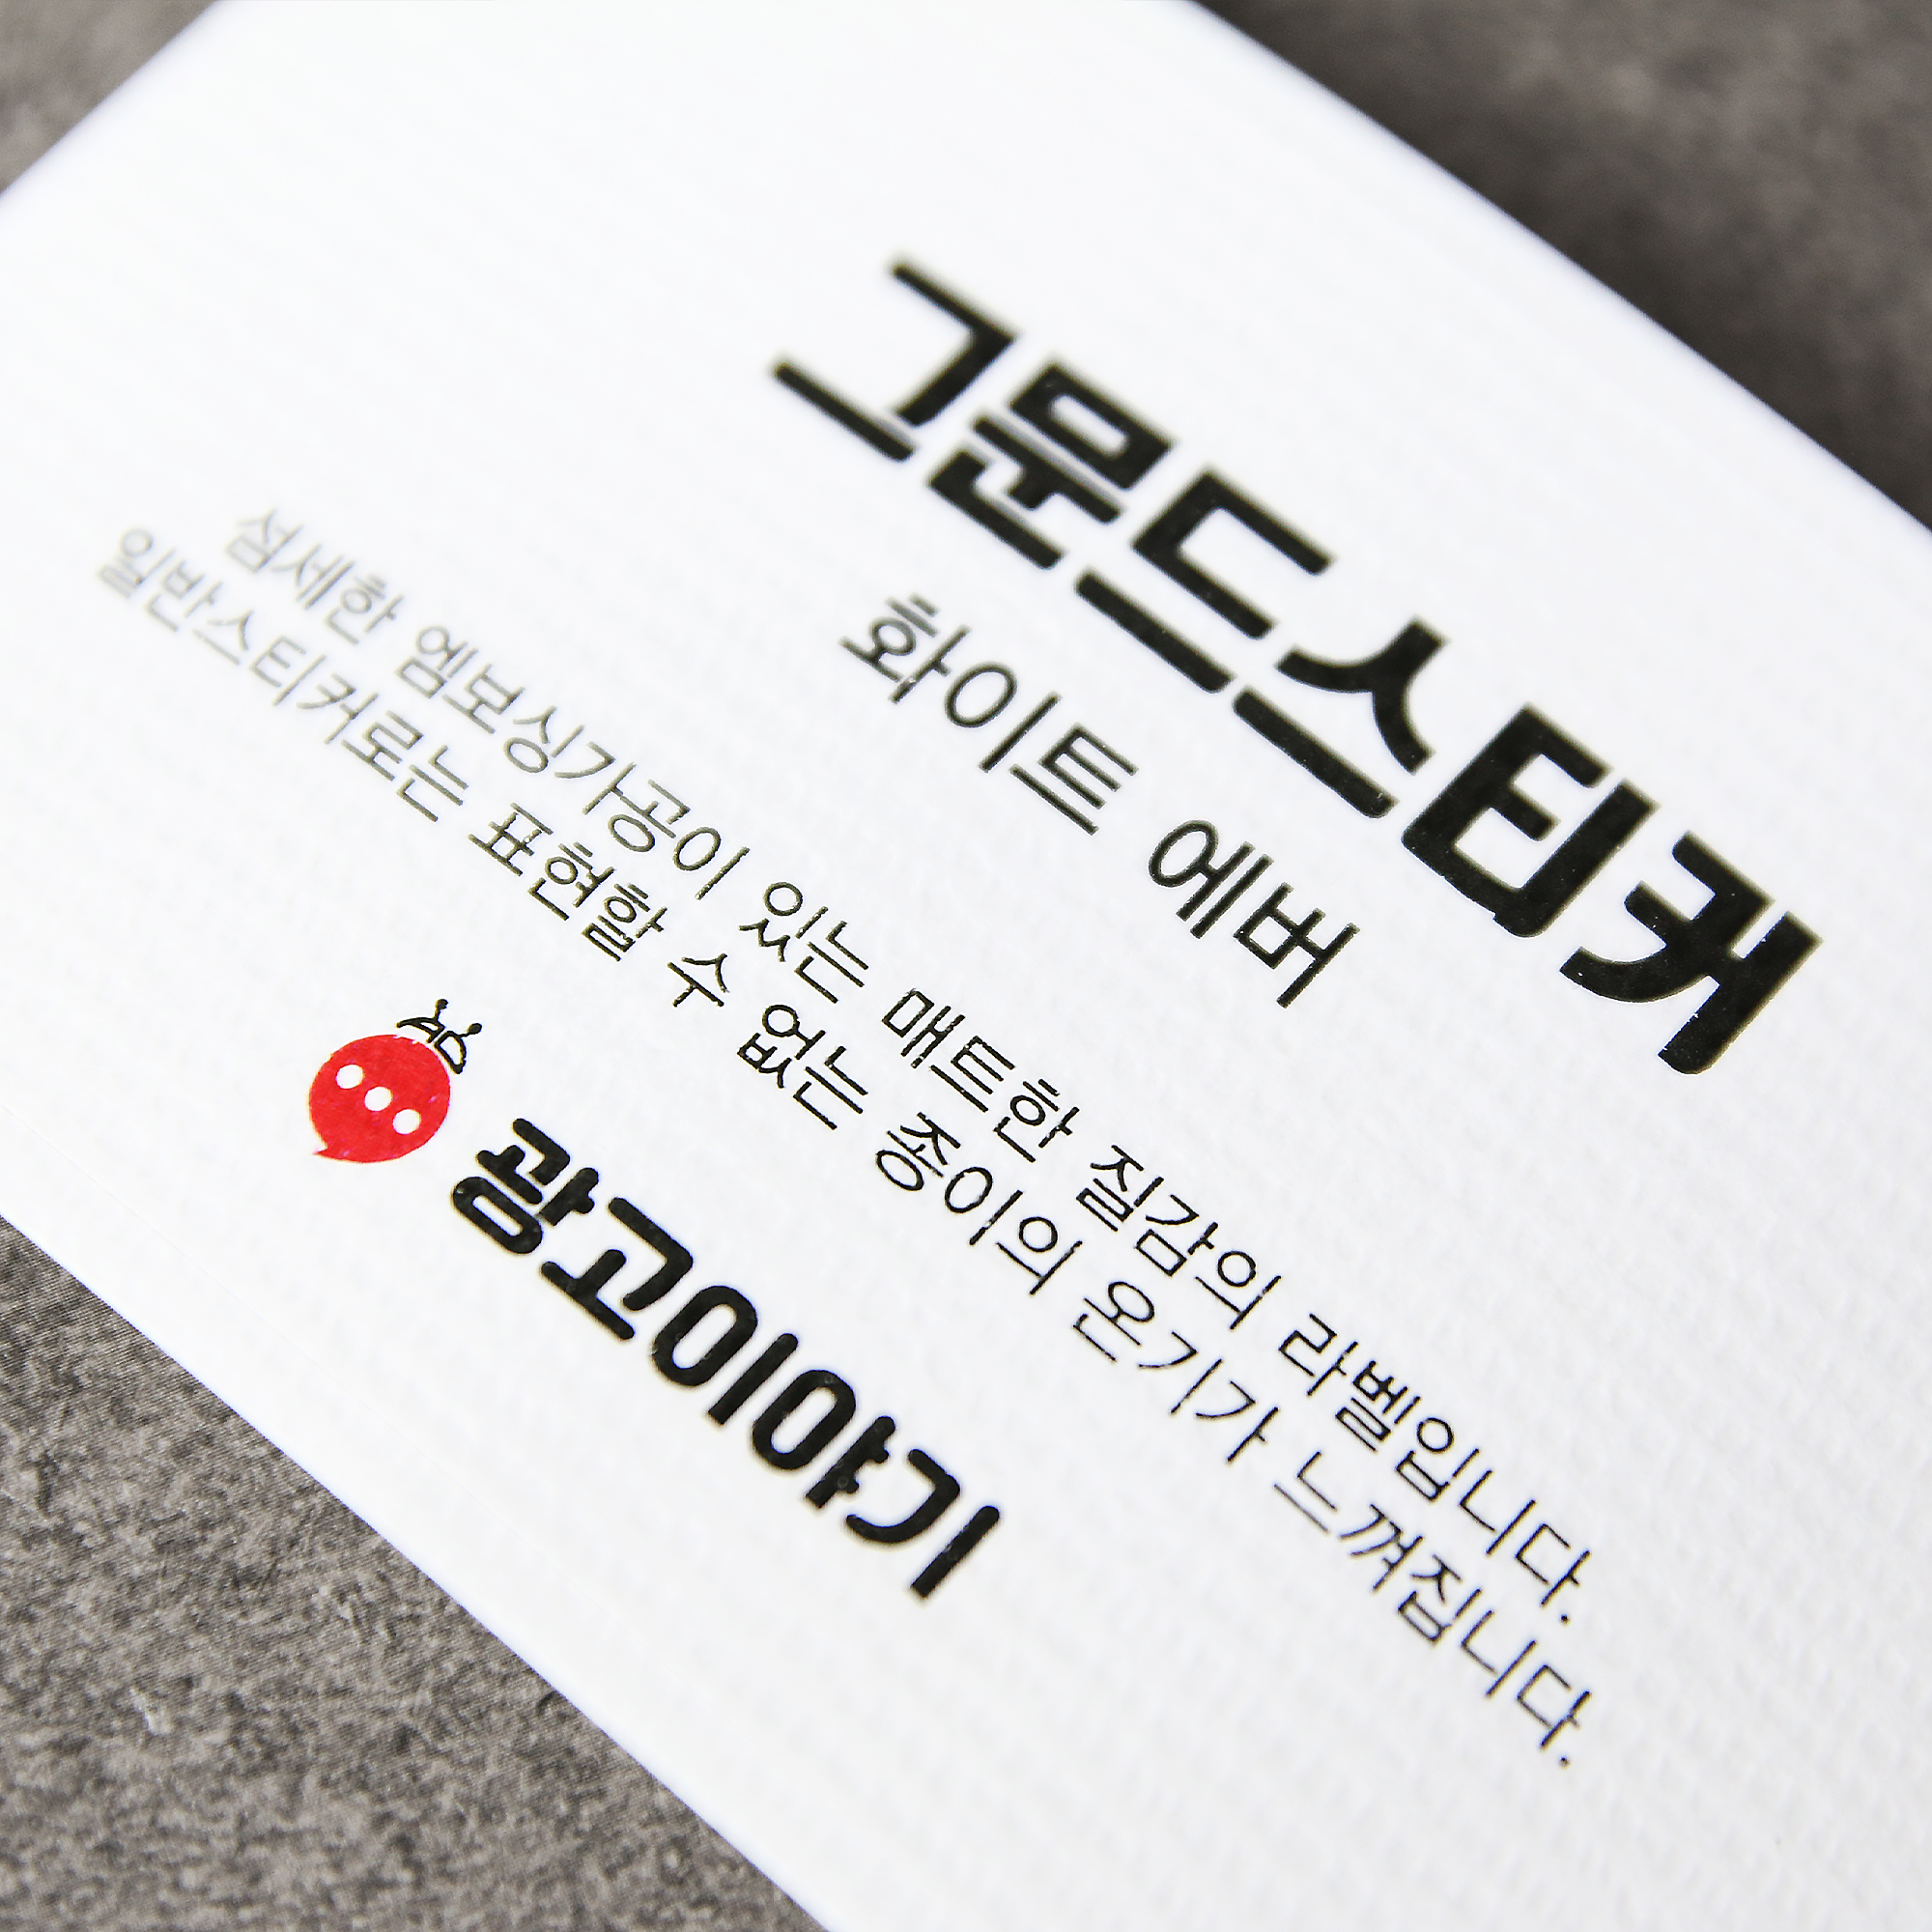 그문드스티커
화이트 에버
섬세한 엠보싱가공이 있는 매트한 질감의 라벨입니다.
일반스티커로는 표현할 수 없는 종이의 온기가 느껴집니다.
광고이야기